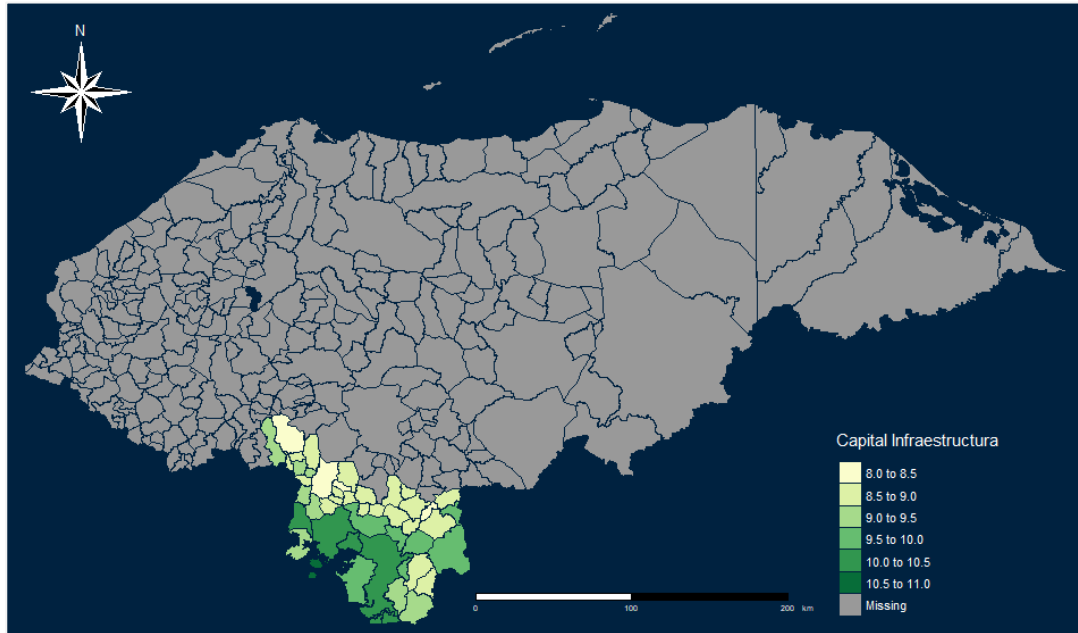 N
Capital Infraestructura
8.0 to 8.5
8.5 to 9.0
9.0 to 9.5
9.5 to 10.0
10.0 to 10.5
10.5 to 11.0
Missing
0 100 200 km